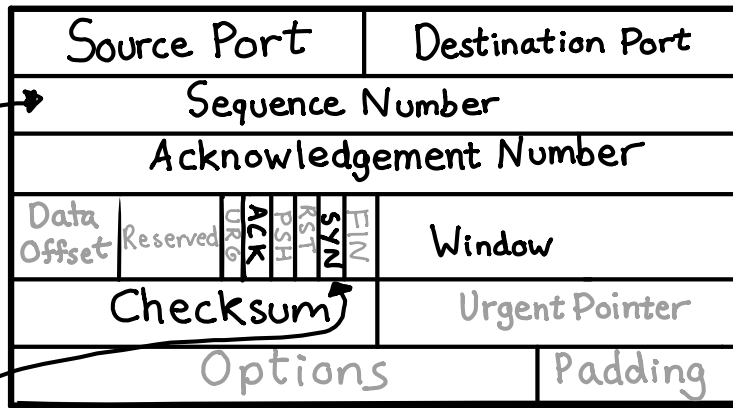 Source Port Destination Port
Sequence Number
Acknowledgement Number
Data Offset Reserved URG ACK PSH RST SYN FIN Window
Checksum Urgent Pointer
Options Padding